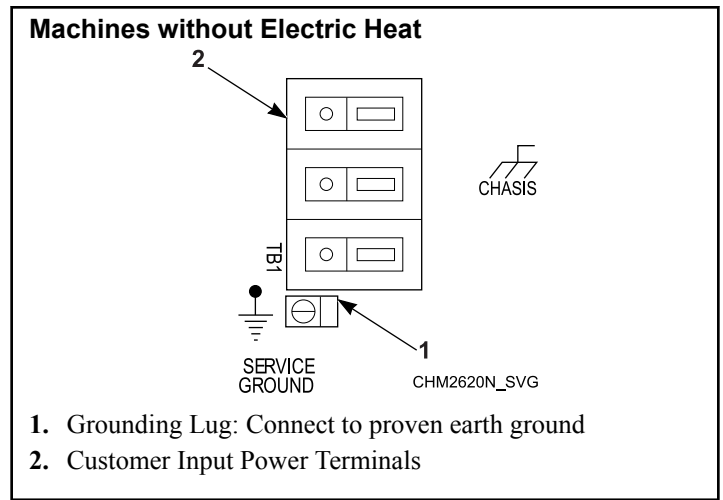 Machines without Electric Heat
2
CHASIS
TB1
1
SERVICE
GROUND
CHM2620N_SVG
1. Grounding Lug: Connect to proven earth ground
2. Customer Input Power Terminals